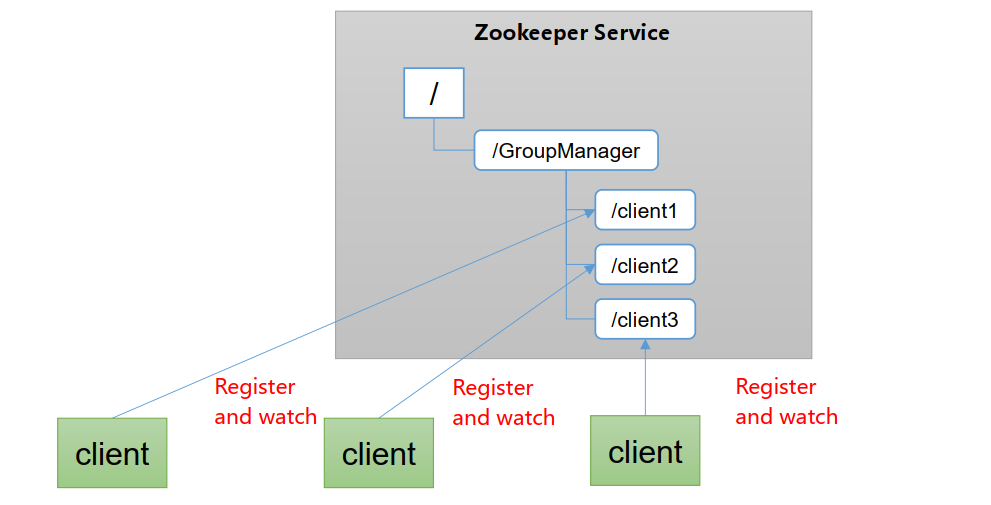 Zookeeper Service
/
/GroupManager
/client1
/client2
/client3
Register
and watch
Register
and watch
Register
and watch
client
client
client